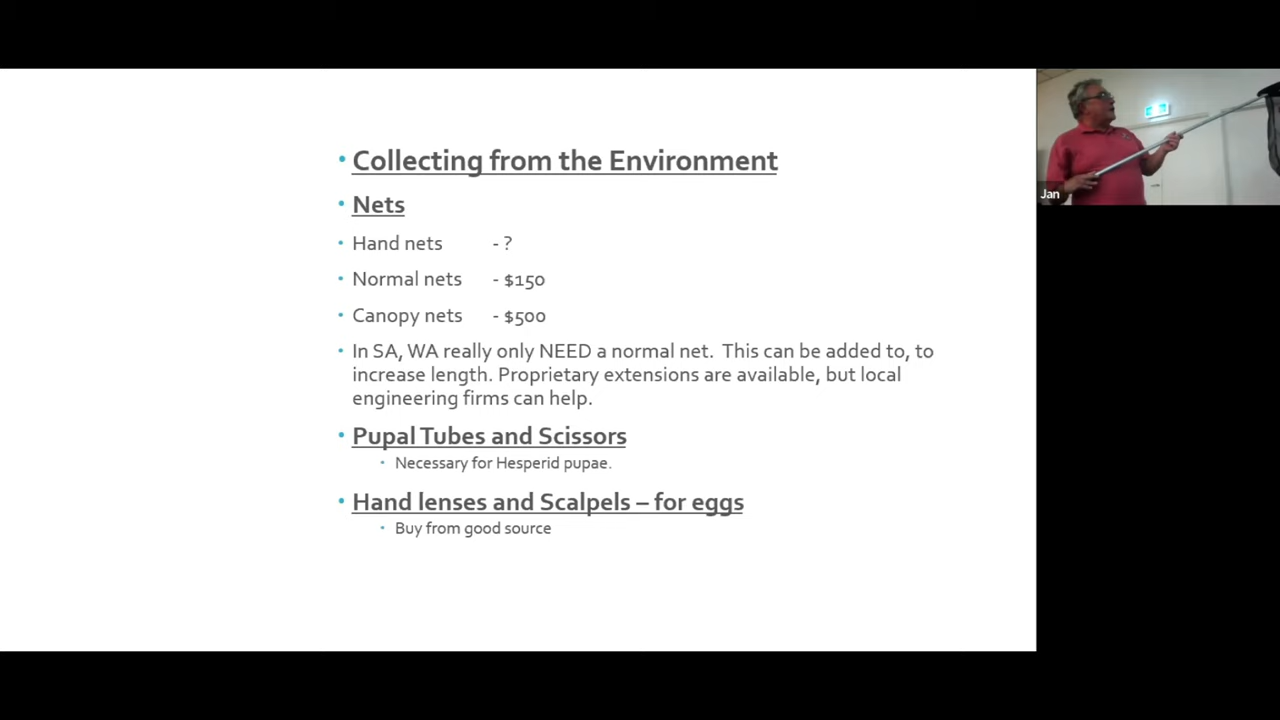 Collecting from the Environment
Nets
Hand nets - ?
Normal nets - $150
Canopy nets - $500
In SA, WA really only NEED a normal net. This can be added to, to
increase length. Proprietary extensions are available, but local
engineering firms can help.
Pupal Tubes and Scissors
Necessary for Hesperid pupae.
Hand lenses and Scalpels – for eggs
Buy from good source
Jan